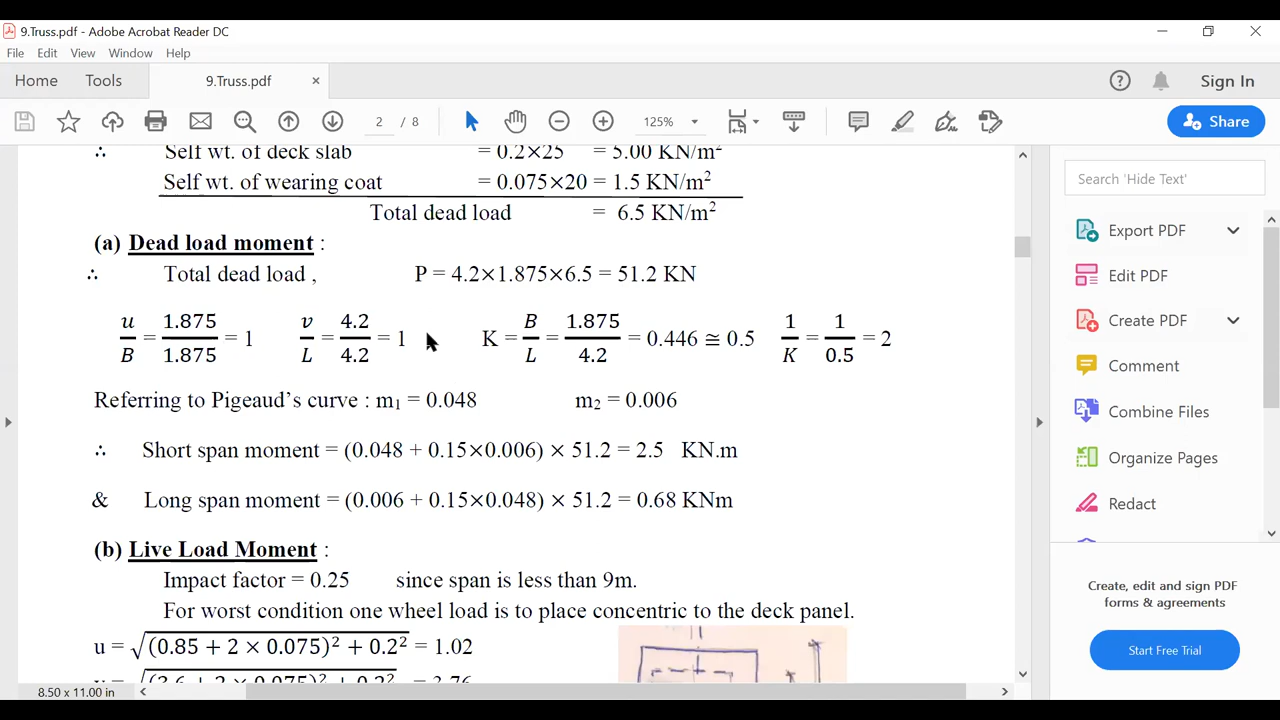 9.Truss.pdf - Adobe Acrobat Reader DC
File Edit View Window Help
Home Tools 9.Truss.pdf × Sign In
2 / 8 125% Share
∴ Self wt. of deck slab = 0.2×25 = 5.00 KN/m²
Self wt. of wearing coat = 0.075×20 = 1.5 KN/m²
Total dead load = 6.5 KN/m²
(a) Dead load moment :
∴ Total dead load , P = 4.2×1.875×6.5 = 51.2 KN
u/B = 1.875/1.875 = 1 v/L = 4.2/4.2 = 1 K = B/L = 1.875/4.2 = 0.446 ≅ 0.5 1/K = 1/0.5 = 2
Referring to Pigeaud’s curve : m₁ = 0.048 m₂ = 0.006
∴ Short span moment = (0.048 + 0.15×0.006) × 51.2 = 2.5 KN.m
& Long span moment = (0.006 + 0.15×0.048) × 51.2 = 0.68 KNm
(b) Live Load Moment :
Impact factor = 0.25 since span is less than 9m.
For worst condition one wheel load is to place concentric to the deck panel.
u = √(0.85 + 2 × 0.075)² + 0.2² = 1.02
v = √(3.6 + 2 × 0.075)² + 0.2² = 3.76
8.50 x 11.00 in
Search 'Hide Text'
Export PDF
Edit PDF
Create PDF
Comment
Combine Files
Organize Pages
Redact
Create, edit and sign PDF
forms & agreements
Start Free Trial